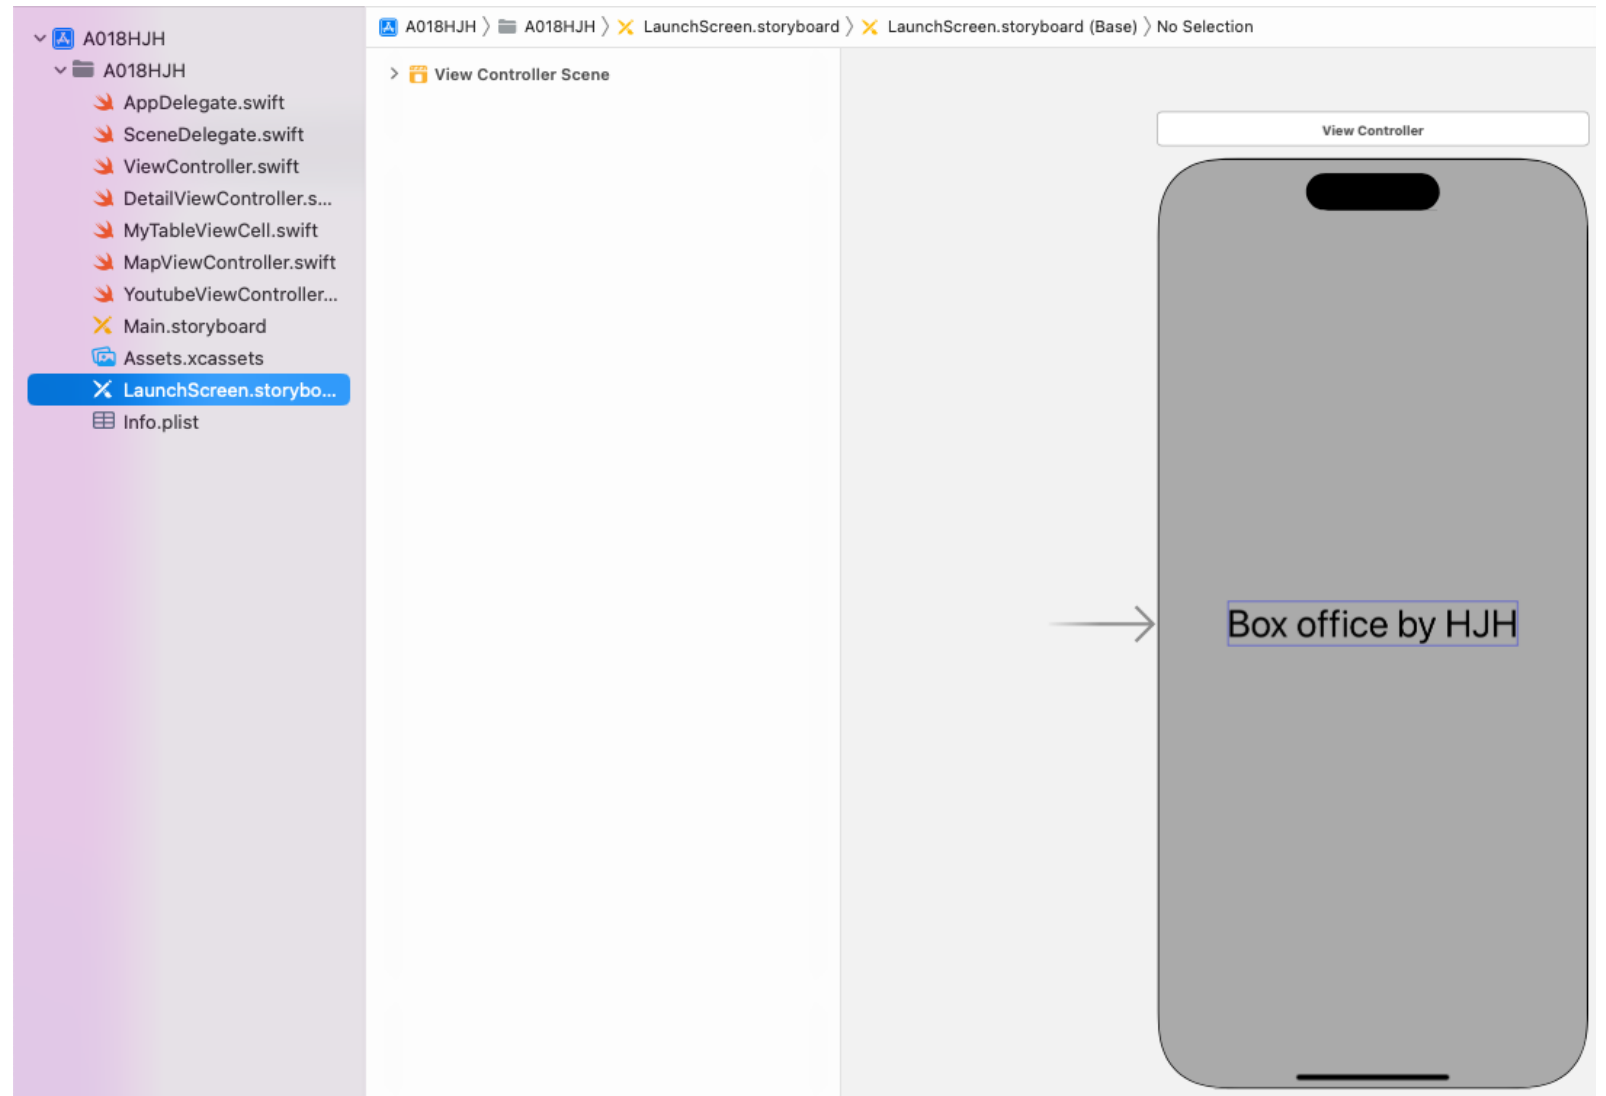 A018HJH
A018HJH
AppDelegate.swift
SceneDelegate.swift
ViewController.swift
DetailViewController.s...
MyTableViewCell.swift
MapViewController.swift
YoutubeViewController...
Main.storyboard
Assets.xcassets
LaunchScreen.storybo...
Info.plist
A018HJH 〉 A018HJH 〉 LaunchScreen.storyboard 〉 LaunchScreen.storyboard (Base) 〉 No Selection
View Controller Scene
View Controller
Box office by HJH